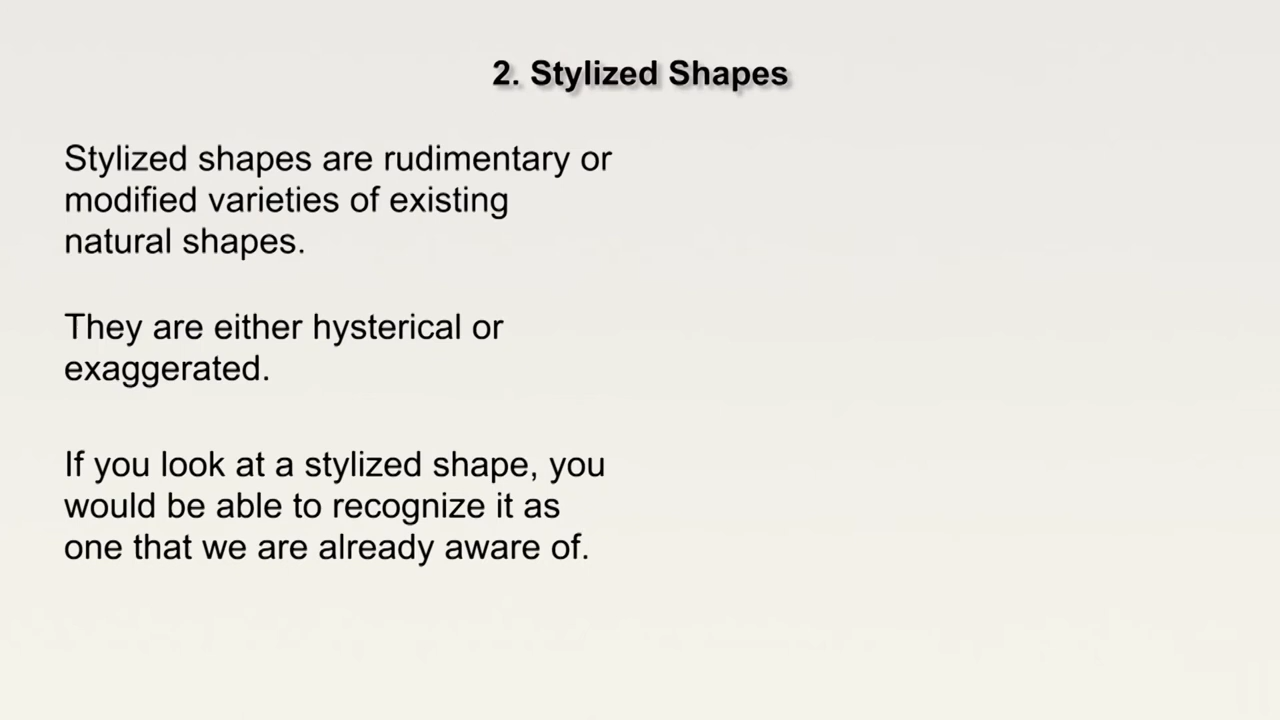 2. Stylized Shapes
Stylized shapes are rudimentary or
modified varieties of existing
natural shapes.
They are either hysterical or
exaggerated.
If you look at a stylized shape, you
would be able to recognize it as
one that we are already aware of.